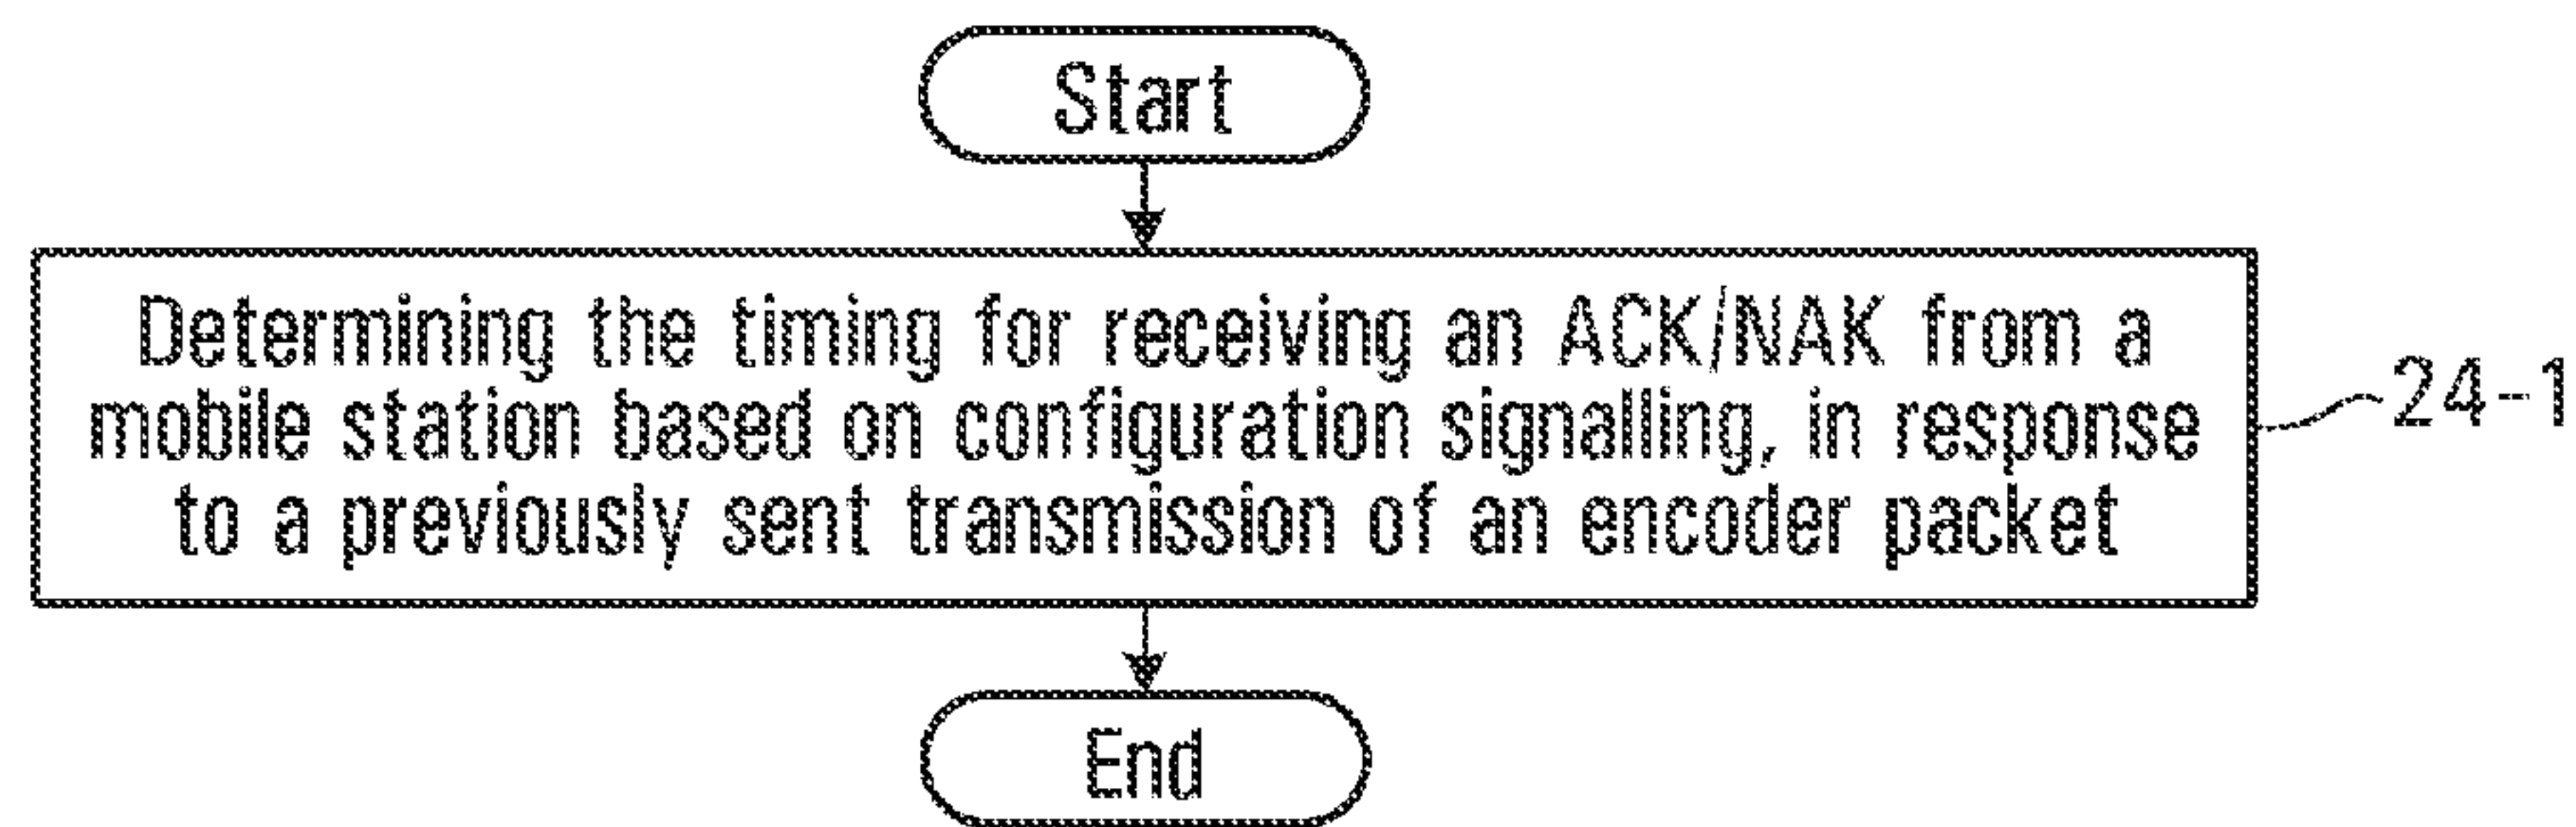 Start
Determining the timing for receiving an ACK/NAK from a
mobile station based on configuration signalling, in response
to a previously sent transmission of an encoder packet
24-1
End